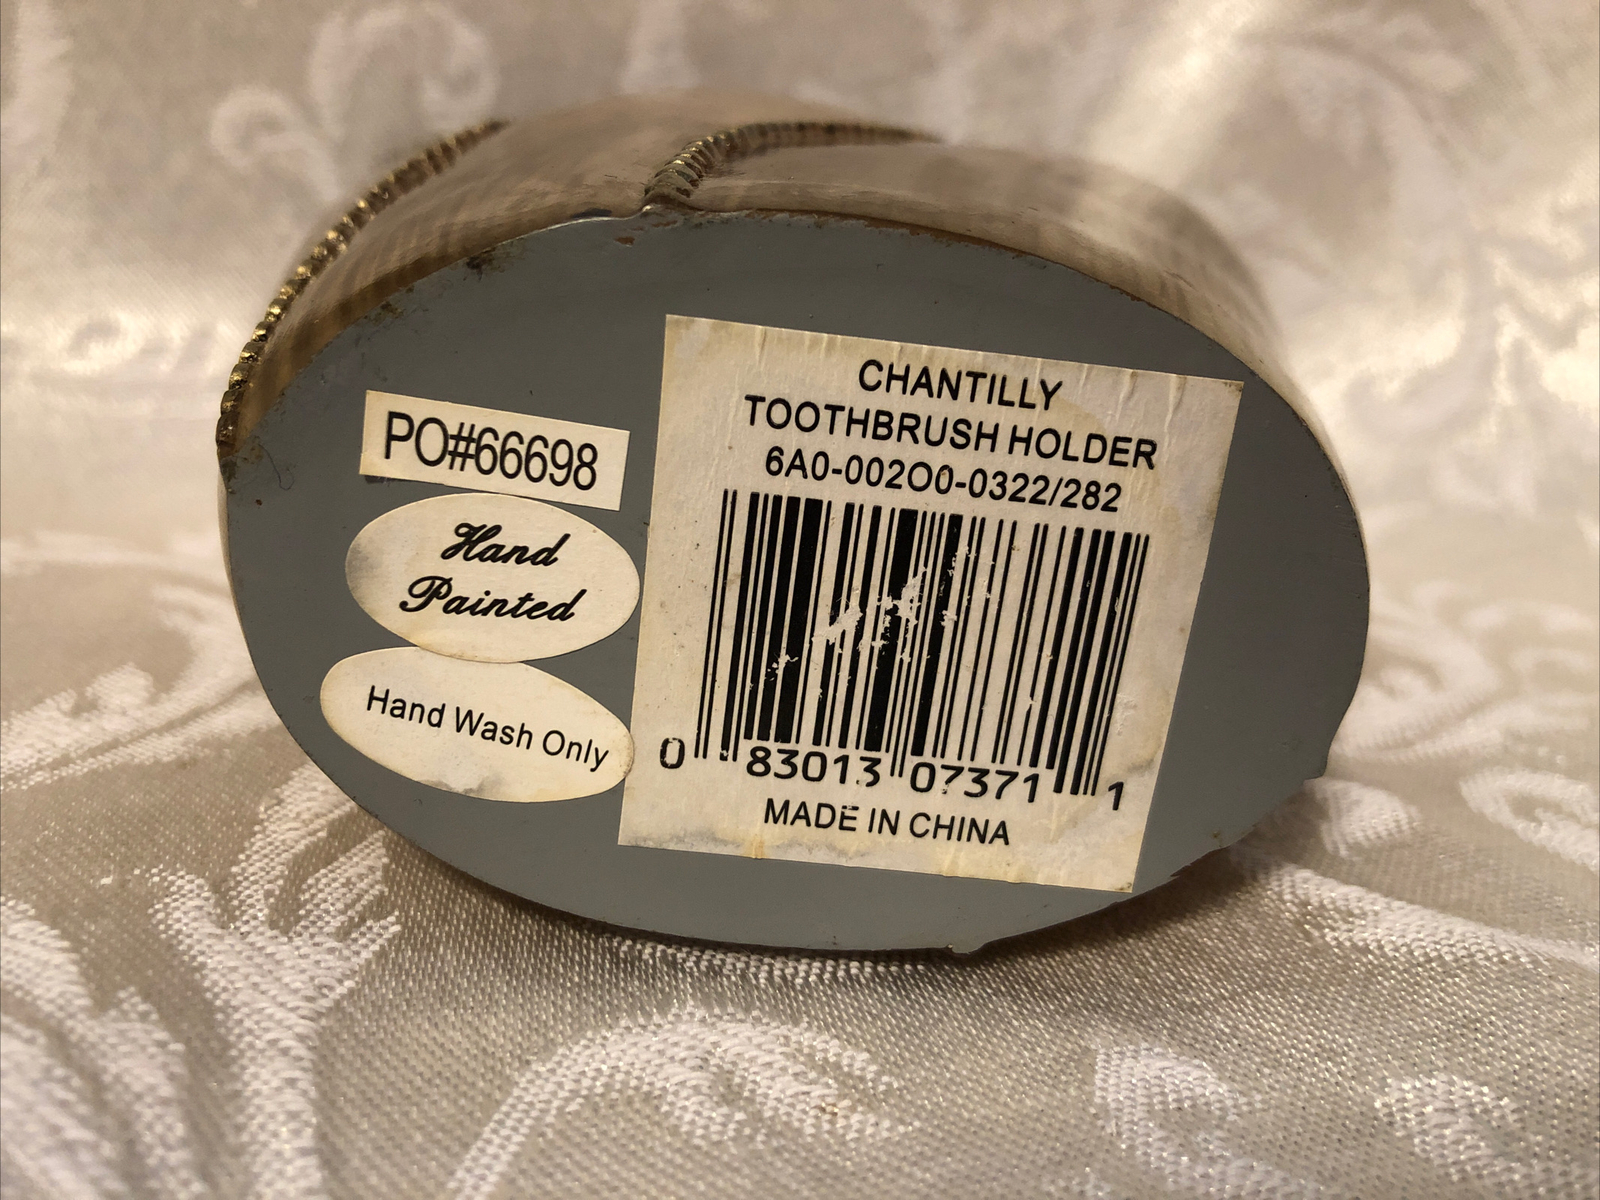 CHANTILLY
TOOTHBRUSH HOLDER
6A0-002O0-0322/282
0 83013 07371 1
MADE IN CHINA
PO#66698
Hand
Painted
Hand Wash Only